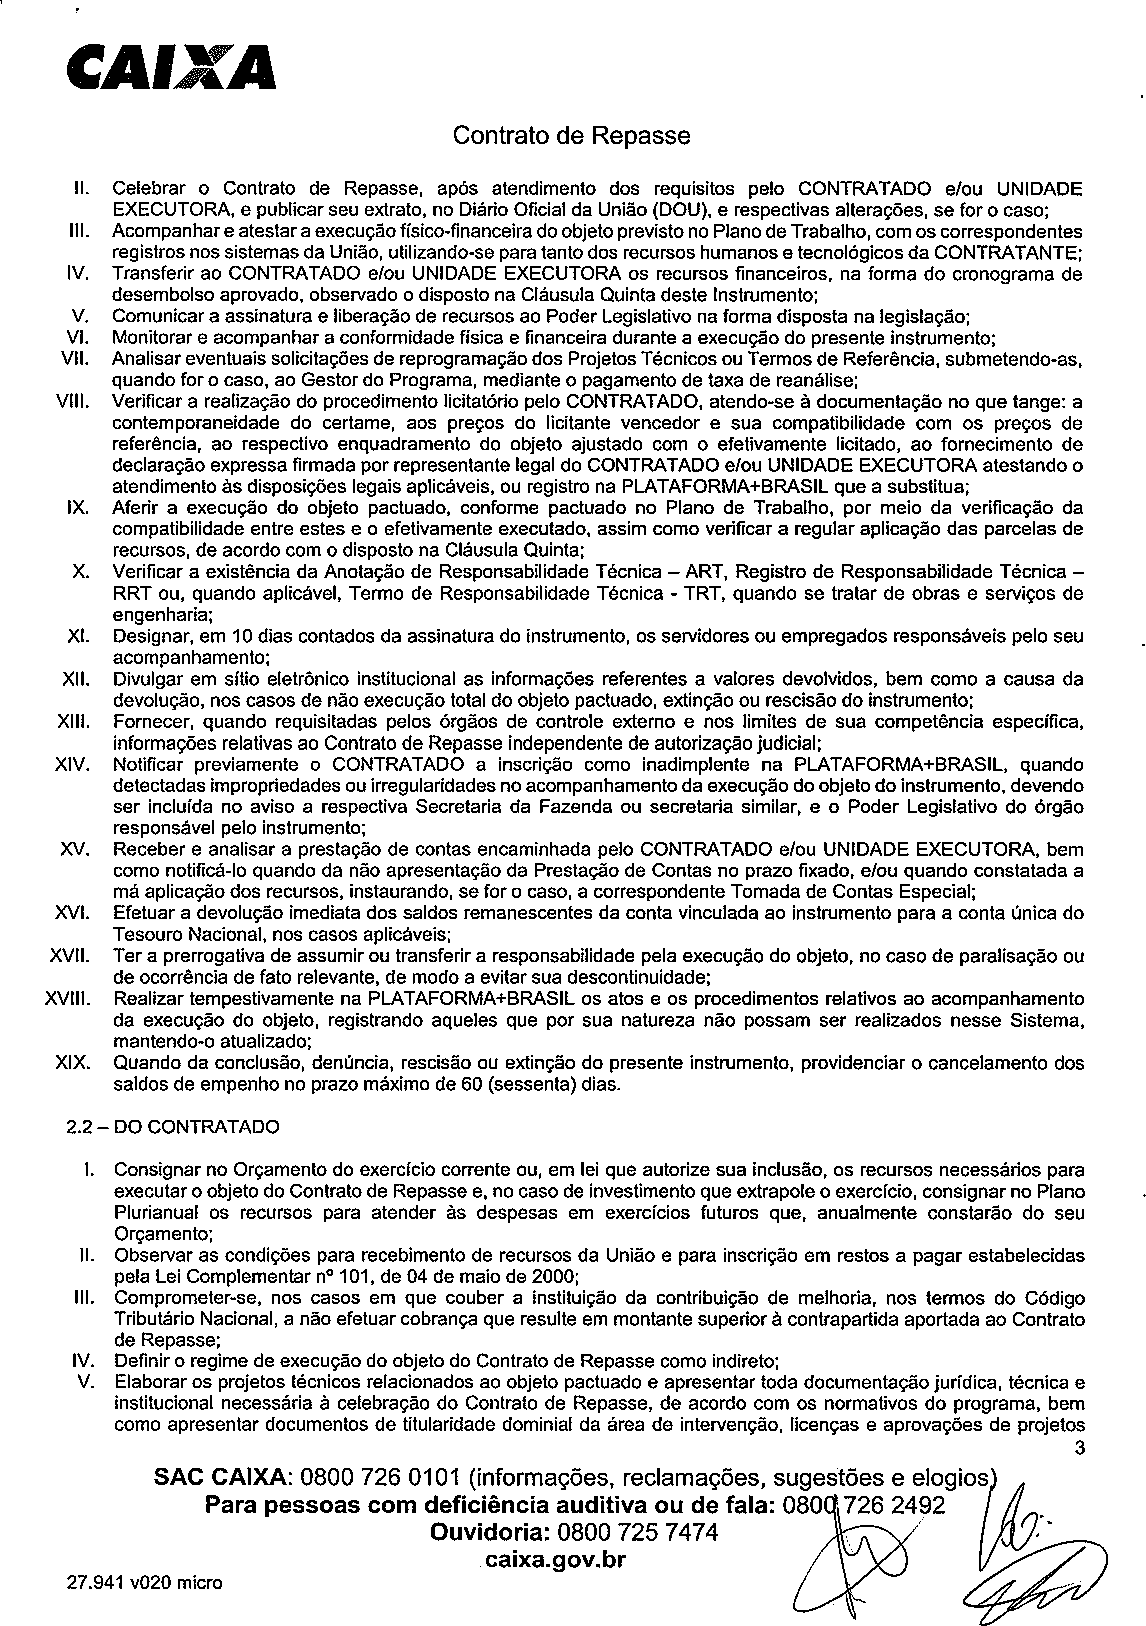 CAIXA
Contrato de Repasse
II. Celebrar o Contrato de Repasse, após atendimento dos requisitos pelo CONTRATADO e/ou UNIDADE
EXECUTORA, e publicar seu extrato, no Diário Oficial da União (DOU), e respectivas alterações, se for o caso;
III. Acompanhar e atestar a execução físico-financeira do objeto previsto no Plano de Trabalho, com os correspondentes
registros nos sistemas da União, utilizando-se para tanto dos recursos humanos e tecnológicos da CONTRATANTE;
IV. Transferir ao CONTRATADO e/ou UNIDADE EXECUTORA os recursos financeiros, na forma do cronograma de
desembolso aprovado, observado o disposto na Cláusula Quinta deste Instrumento;
V. Comunicar a assinatura e liberação de recursos ao Poder Legislativo na forma disposta na legislação;
VI. Monitorar e acompanhar a conformidade física e financeira durante a execução do presente instrumento;
VII. Analisar eventuais solicitações de reprogramação dos Projetos Técnicos ou Termos de Referência, submetendo-as,
quando for o caso, ao Gestor do Programa, mediante o pagamento de taxa de reanálise;
VIII. Verificar a realização do procedimento licitatório pelo CONTRATADO, atendo-se à documentação no que tange: a
contemporaneidade do certame, aos preços do licitante vencedor e sua compatibilidade com os preços de
referência, ao respectivo enquadramento do objeto ajustado com o efetivamente licitado, ao fornecimento de
declaração expressa firmada por representante legal do CONTRATADO e/ou UNIDADE EXECUTORA atestando o
atendimento às disposições legais aplicáveis, ou registro na PLATAFORMA+BRASIL que a substitua;
IX. Aferir a execução do objeto pactuado, conforme pactuado no Plano de Trabalho, por meio da verificação da
compatibilidade entre estes e o efetivamente executado, assim como verificar a regular aplicação das parcelas de
recursos, de acordo com o disposto na Cláusula Quinta;
X. Verificar a existência da Anotação de Responsabilidade Técnica – ART, Registro de Responsabilidade Técnica –
RRT ou, quando aplicável, Termo de Responsabilidade Técnica - TRT, quando se tratar de obras e serviços de
engenharia;
XI. Designar, em 10 dias contados da assinatura do instrumento, os servidores ou empregados responsáveis pelo seu
acompanhamento;
XII. Divulgar em sítio eletrônico institucional as informações referentes a valores devolvidos, bem como a causa da
devolução, nos casos de não execução total do objeto pactuado, extinção ou rescisão do instrumento;
XIII. Fornecer, quando requisitadas pelos órgãos de controle externo e nos limites de sua competência específica,
informações relativas ao Contrato de Repasse independente de autorização judicial;
XIV. Notificar previamente o CONTRATADO a inscrição como inadimplente na PLATAFORMA+BRASIL, quando
detectadas impropriedades ou irregularidades no acompanhamento da execução do objeto do instrumento, devendo
ser incluída no aviso a respectiva Secretaria da Fazenda ou secretaria similar, e o Poder Legislativo do órgão
responsável pelo instrumento;
XV. Receber e analisar a prestação de contas encaminhada pelo CONTRATADO e/ou UNIDADE EXECUTORA, bem
como notificá-lo quando da não apresentação da Prestação de Contas no prazo fixado, e/ou quando constatada a
má aplicação dos recursos, instaurando, se for o caso, a correspondente Tomada de Contas Especial;
XVI. Efetuar a devolução imediata dos saldos remanescentes da conta vinculada ao instrumento para a conta única do
Tesouro Nacional, nos casos aplicáveis;
XVII. Ter a prerrogativa de assumir ou transferir a responsabilidade pela execução do objeto, no caso de paralisação ou
de ocorrência de fato relevante, de modo a evitar sua descontinuidade;
XVIII. Realizar tempestivamente na PLATAFORMA+BRASIL os atos e os procedimentos relativos ao acompanhamento
da execução do objeto, registrando aqueles que por sua natureza não possam ser realizados nesse Sistema,
mantendo-o atualizado;
XIX. Quando da conclusão, denúncia, rescisão ou extinção do presente instrumento, providenciar o cancelamento dos
saldos de empenho no prazo máximo de 60 (sessenta) dias.
2.2 – DO CONTRATADO
I. Consignar no Orçamento do exercício corrente ou, em lei que autorize sua inclusão, os recursos necessários para
executar o objeto do Contrato de Repasse e, no caso de investimento que extrapole o exercício, consignar no Plano
Plurianual os recursos para atender às despesas em exercícios futuros que, anualmente constarão do seu
Orçamento;
II. Observar as condições para recebimento de recursos da União e para inscrição em restos a pagar estabelecidas
pela Lei Complementar nº 101, de 04 de maio de 2000;
III. Comprometer-se, nos casos em que couber a instituição da contribuição de melhoria, nos termos do Código
Tributário Nacional, a não efetuar cobrança que resulte em montante superior à contrapartida aportada ao Contrato
de Repasse;
IV. Definir o regime de execução do objeto do Contrato de Repasse como indireto;
V. Elaborar os projetos técnicos relacionados ao objeto pactuado e apresentar toda documentação jurídica, técnica e
institucional necessária à celebração do Contrato de Repasse, de acordo com os normativos do programa, bem
como apresentar documentos de titularidade dominial da área de intervenção, licenças e aprovações de projetos
3
SAC CAIXA: 0800 726 0101 (informações, reclamações, sugestões e elogios)
Para pessoas com deficiência auditiva ou de fala: 0800 726 2492
Ouvidoria: 0800 725 7474
caixa.gov.br
27.941 v020 micro